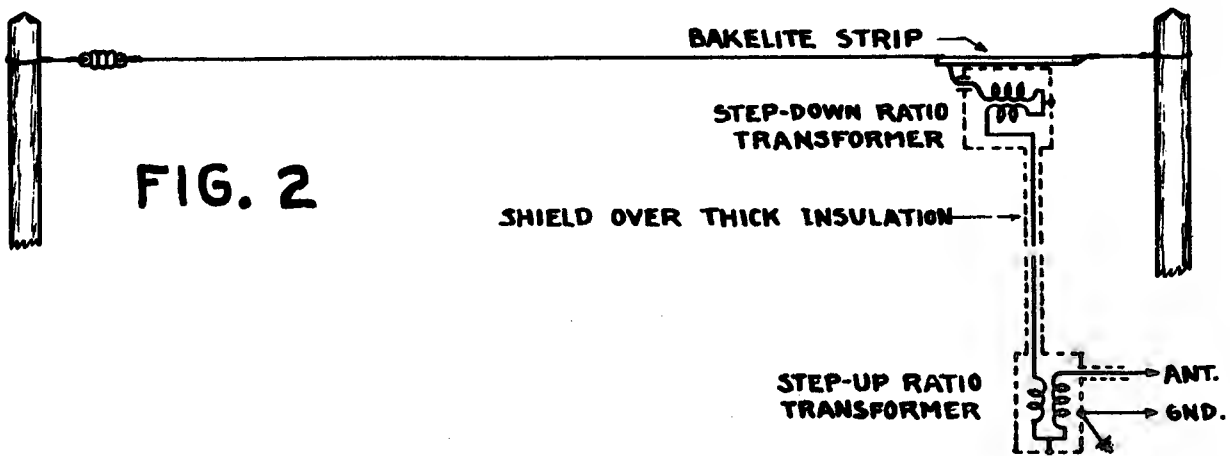 BAKELITE STRIP
STEP-DOWN RATIO
TRANSFORMER
FIG. 2
SHIELD OVER THICK INSULATION
STEP-UP RATIO
TRANSFORMER
ANT.
GND.